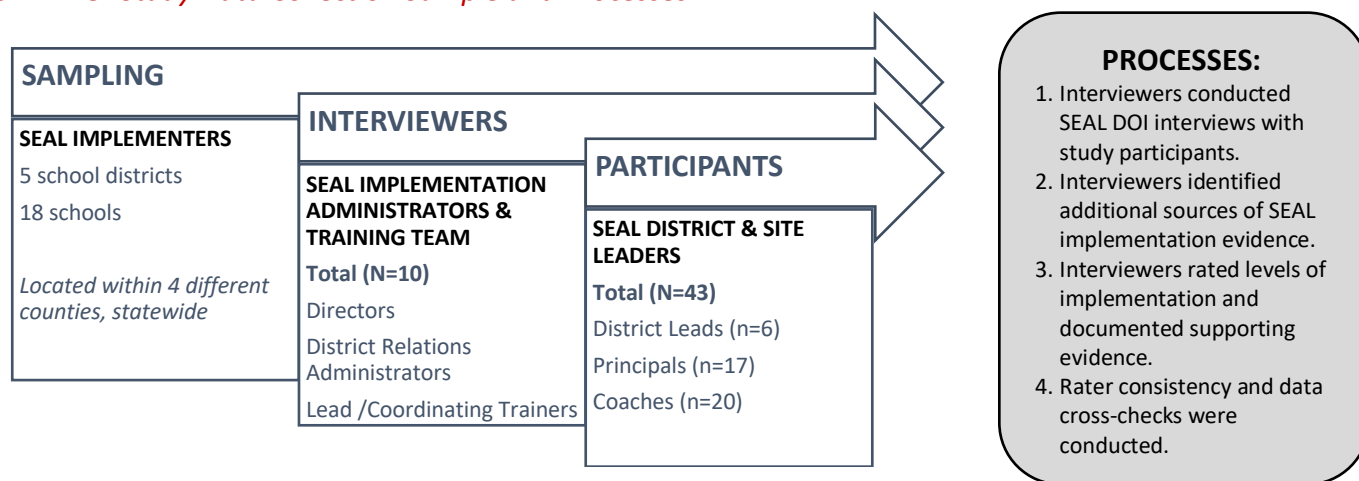 SAMPLING
SEAL IMPLEMENTERS
5 school districts
18 schools
Located within 4 different
counties, statewide
INTERVIEWERS
SEAL IMPLEMENTATION
ADMINISTRATORS &
TRAINING TEAM
Total (N=10)
Directors
District Relations
Administrators
Lead /Coordinating Trainers
PARTICIPANTS
SEAL DISTRICT & SITE
LEADERS
Total (N=43)
District Leads (n=6)
Principals (n=17)
Coaches (n=20)
PROCESSES:
1. Interviewers conducted
SEAL DOI interviews with
study participants.
2. Interviewers identified
additional sources of SEAL
implementation evidence.
3. Interviewers rated levels of
implementation and
documented supporting
evidence.
4. Rater consistency and data
cross-checks were
conducted.